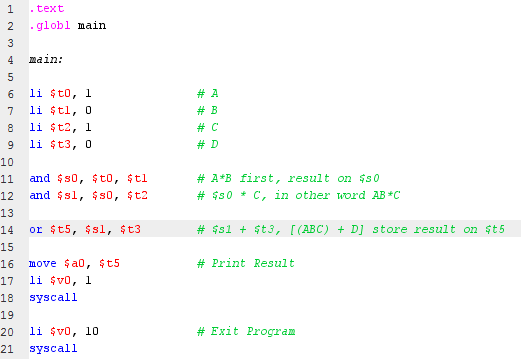 1 .text
2 .globl main
3
4 main:
5
6 li $t0, 1 # A
7 li $t1, 0 # B
8 li $t2, 1 # C
9 li $t3, 0 # D
10
11 and $s0, $t0, $t1 # A*B first, result on $s0
12 and $s1, $s0, $t2 # $s0 * C, in other word AB*C
13
14 or $t5, $s1, $t3 # $s1 + $t3, [(ABC) + D] store result on $t5
15
16 move $a0, $t5 # Print Result
17 li $v0, 1
18 syscall
19
20 li $v0, 10 # Exit Program
21 syscall